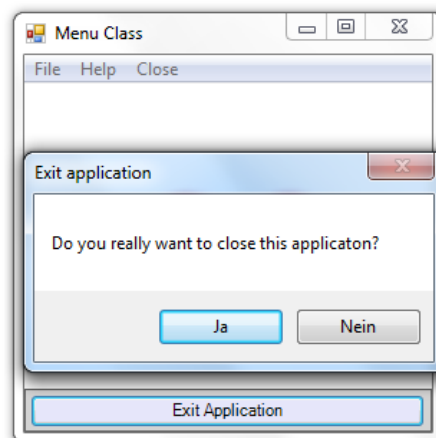 Menu Class
File Help Close
Exit application
Do you really want to close this applicaton?
Ja Nein
Exit Application